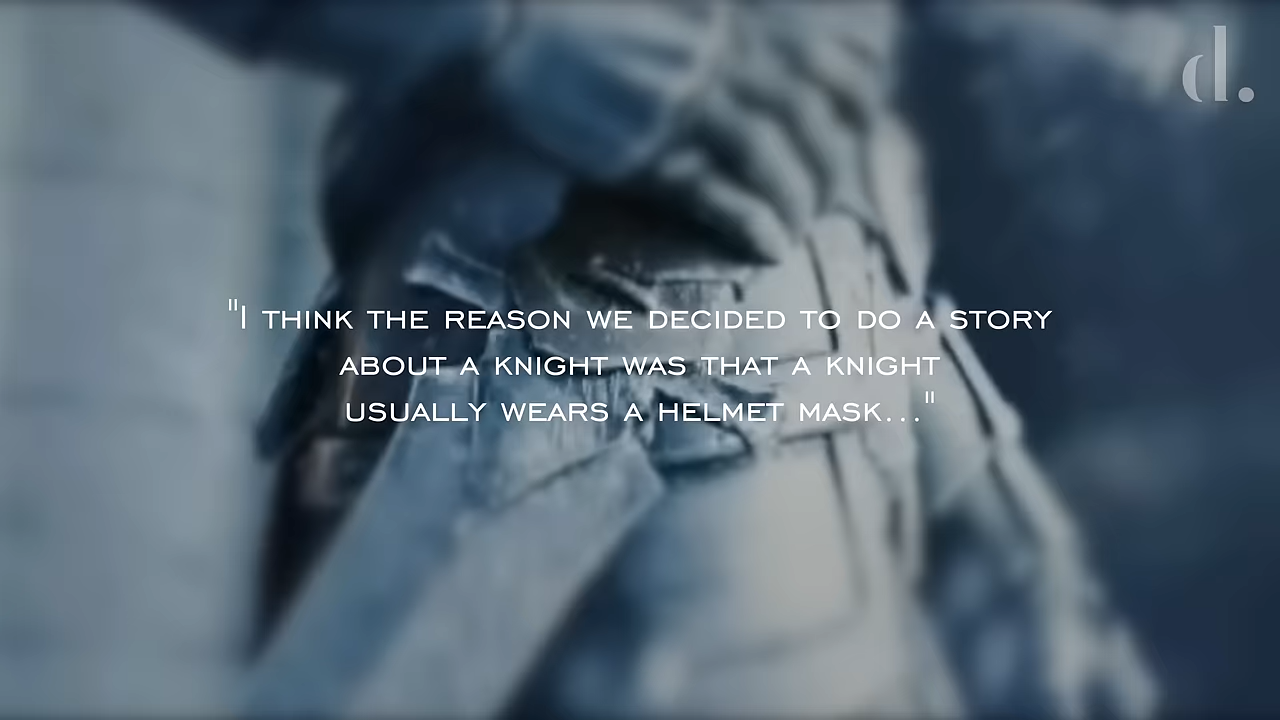 d.
"I THINK THE REASON WE DECIDED TO DO A STORY
ABOUT A KNIGHT WAS THAT A KNIGHT
USUALLY WEARS A HELMET MASK..."